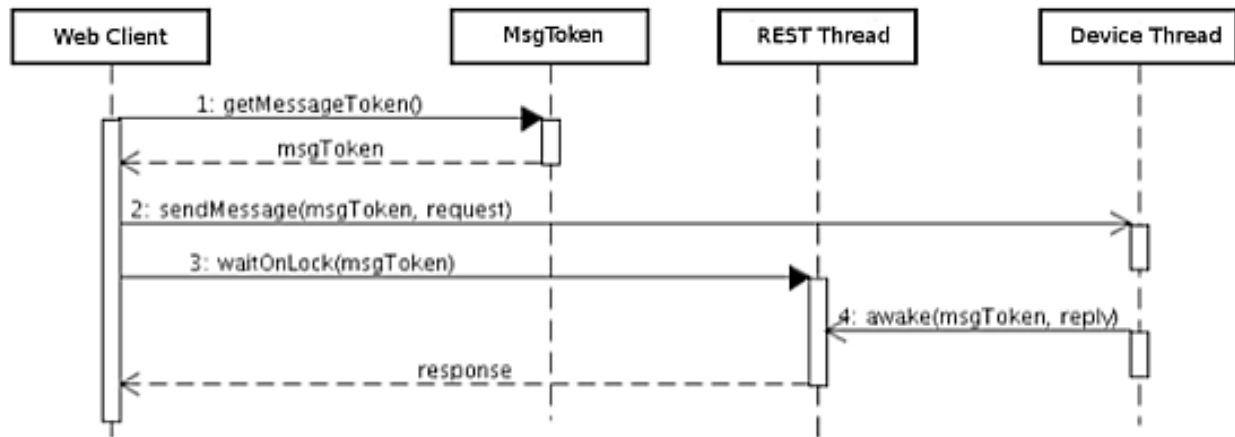 Web Client
MsgToken
REST Thread
Device Thread
1: getMessageToken()
msgToken
2: sendMessage(msgToken, request)
3: waitOnLock(msgToken)
4: awake(msgToken, reply)
response